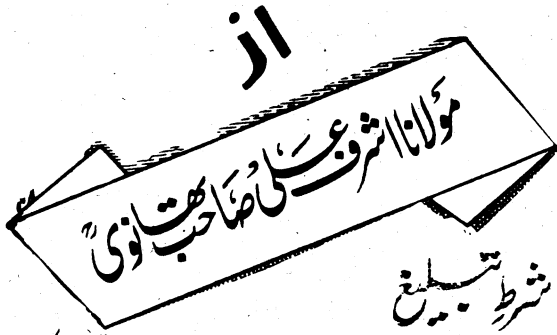 از
مولانا اشرف علی صاحب تھانویؒ
شرطِ تبلیغ